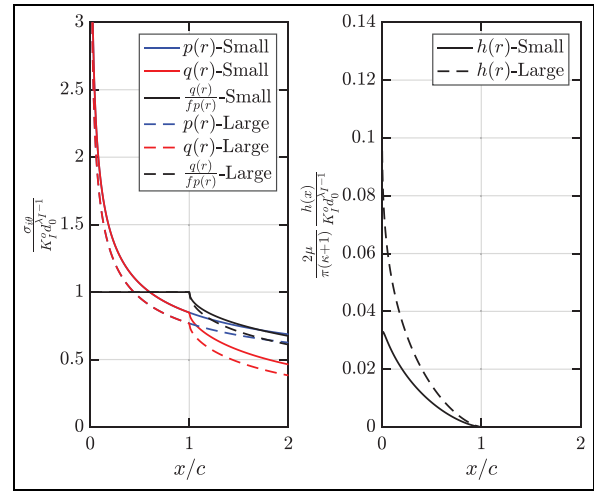 3
2.5
2
1.5
1
0.5
0
0
1
2
x/c
σ_{iθ}/K_I^o d_0^{λ_I-1}
p(r)-Small
q(r)-Small
q(r)/fp(r)-Small
p(r)-Large
q(r)-Large
q(r)/fp(r)-Large
0.14
0.12
0.1
0.08
0.06
0.04
0.02
0
0
1
2
x/c
2μ/π(κ+1) h(x)/K_I^o d_0^{λ_I-1}
h(r)-Small
h(r)-Large